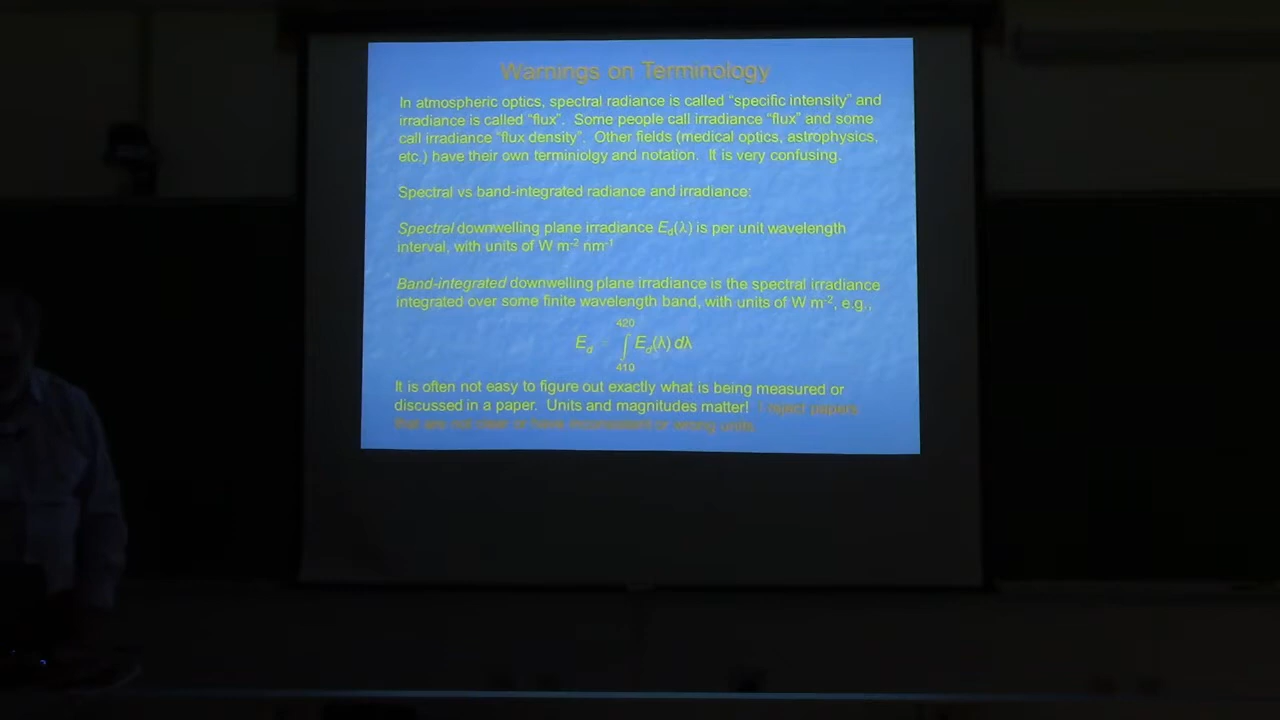 Warnings on Terminology
In atmospheric optics, spectral radiance is called “specific intensity” and
irradiance is called “flux”. Some people call irradiance “flux” and some
call irradiance “flux density”. Other fields (medical optics, astrophysics,
etc.) have their own terminiolgy and notation. It is very confusing.
Spectral vs band-integrated radiance and irradiance:
Spectral downwelling plane irradiance E_d(λ) is per unit wavelength
interval, with units of W m⁻² nm⁻¹
Band-integrated downwelling plane irradiance is the spectral irradiance
integrated over some finite wavelength band, with units of W m⁻², e.g.,
420
E_d = ∫ E_d(λ) dλ
410
It is often not easy to figure out exactly what is being measured or
discussed in a paper. Units and magnitudes matter! I reject papers
that are not clear or have inconsistent or wrong units.